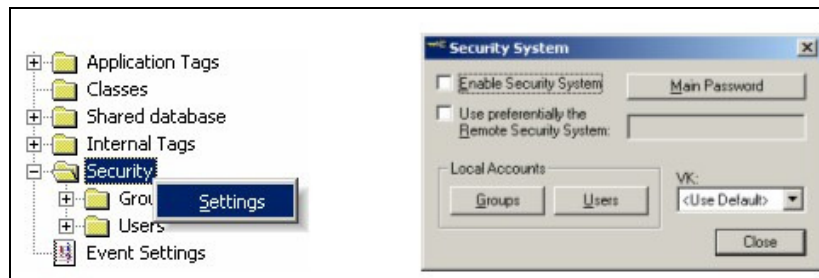 Application Tags
Classes
Shared database
Internal Tags
Security
Settings
Users
Event Settings
Security System
Enable Security System
Main Password
Use preferentially the
Remote Security System:
Local Accounts
Groups
Users
VK:
<Use Default>
Close